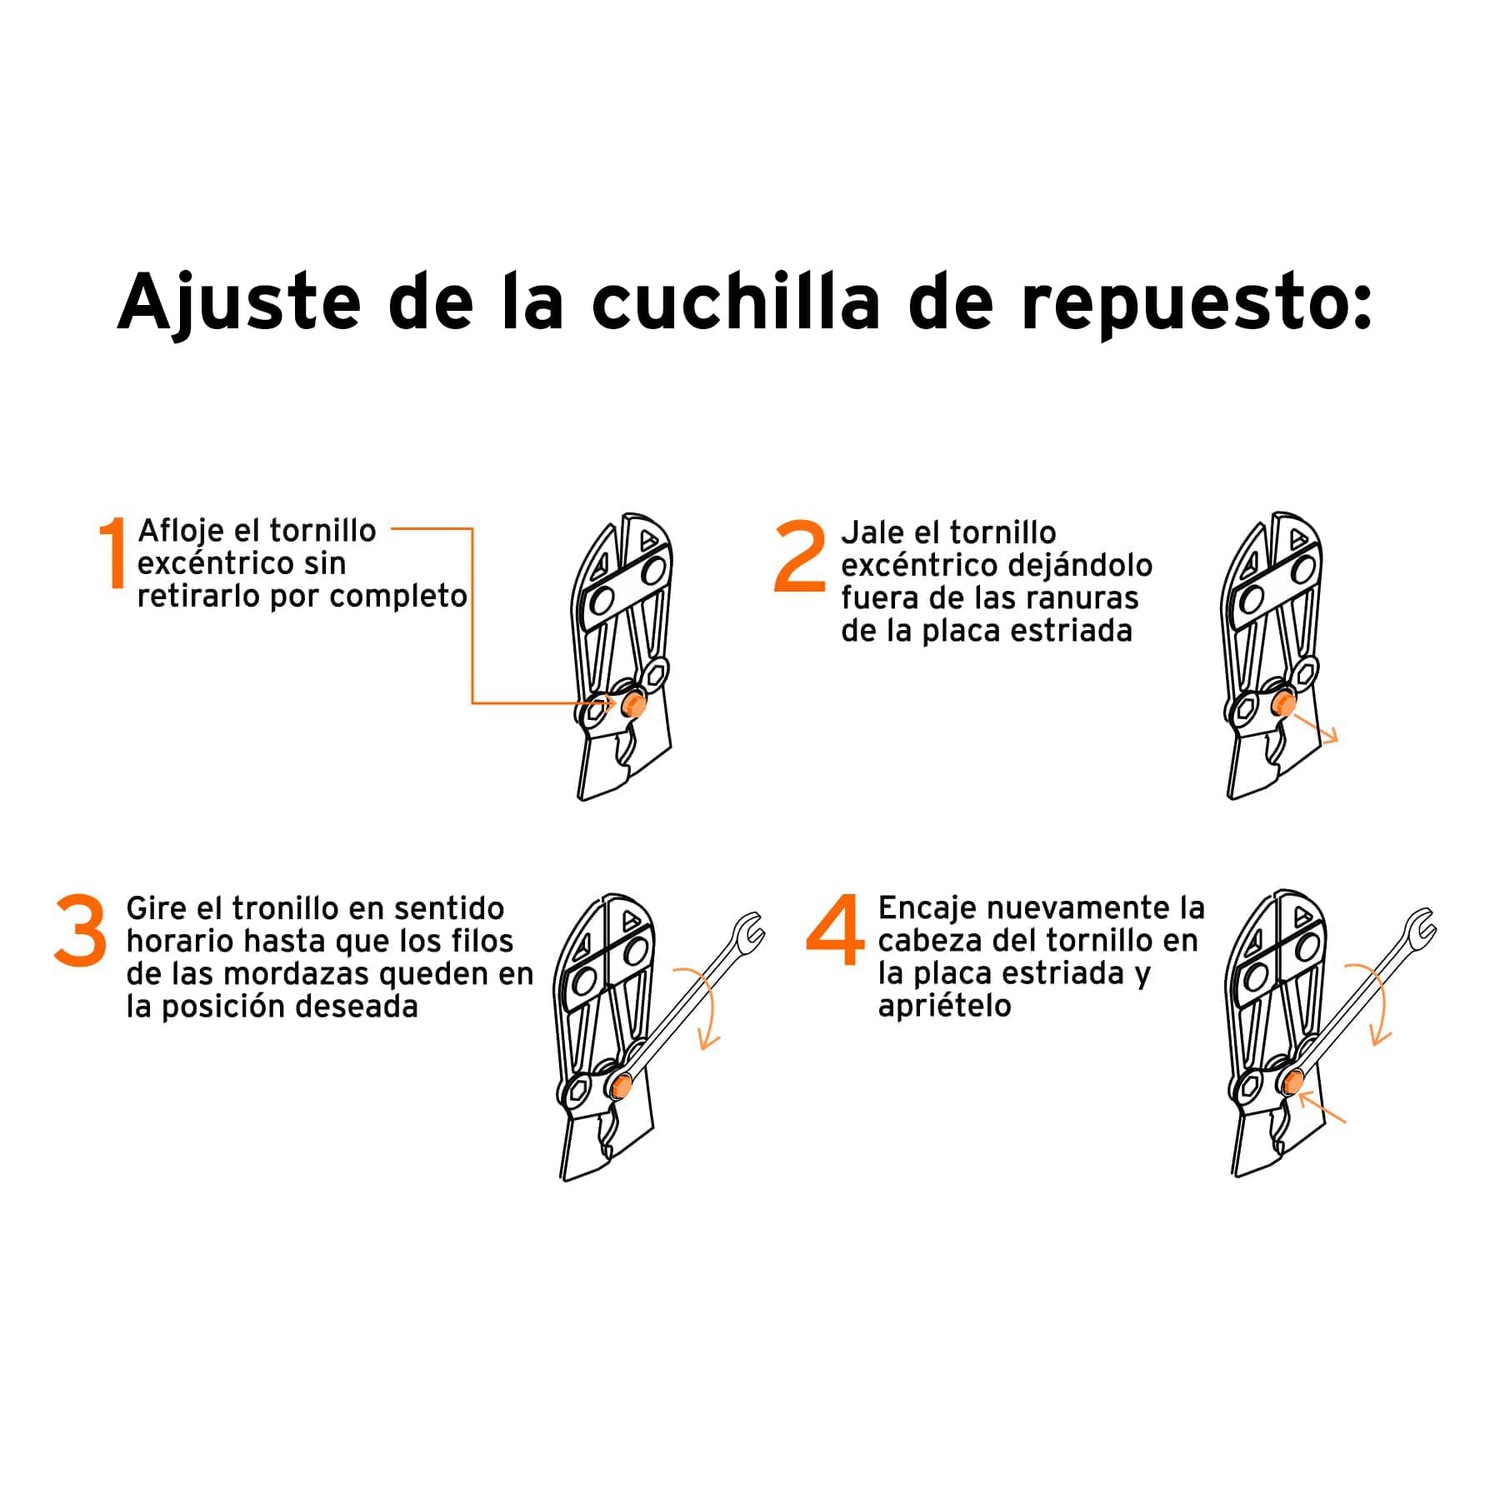 Ajuste de la cuchilla de repuesto:
1 Afloje el tornillo
excéntrico sin
retirarlo por completo
2 Jale el tornillo
excéntrico dejándolo
fuera de las ranuras
de la placa estriada
3 Gire el tronillo en sentido
horario hasta que los filos
de las mordazas queden en
la posición deseada
4 Encaje nuevamente la
cabeza del tornillo en
la placa estriada y
apriételo